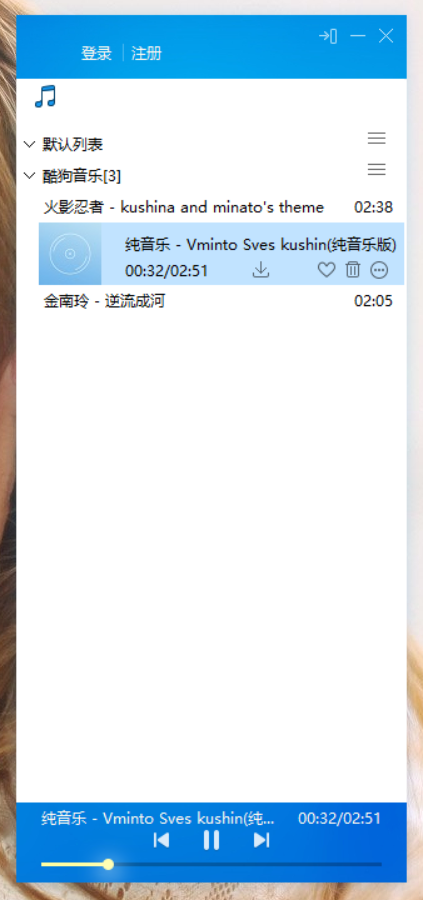 登录 注册
默认列表
酷狗音乐[3]
火影忍者 - kushina and minato's theme 02:38
纯音乐 - Vminto Sves kushin(纯音乐版)
00:32/02:51
金南玲 - 逆流成河 02:05
纯音乐 - Vminto Sves kushin(纯... 00:32/02:51